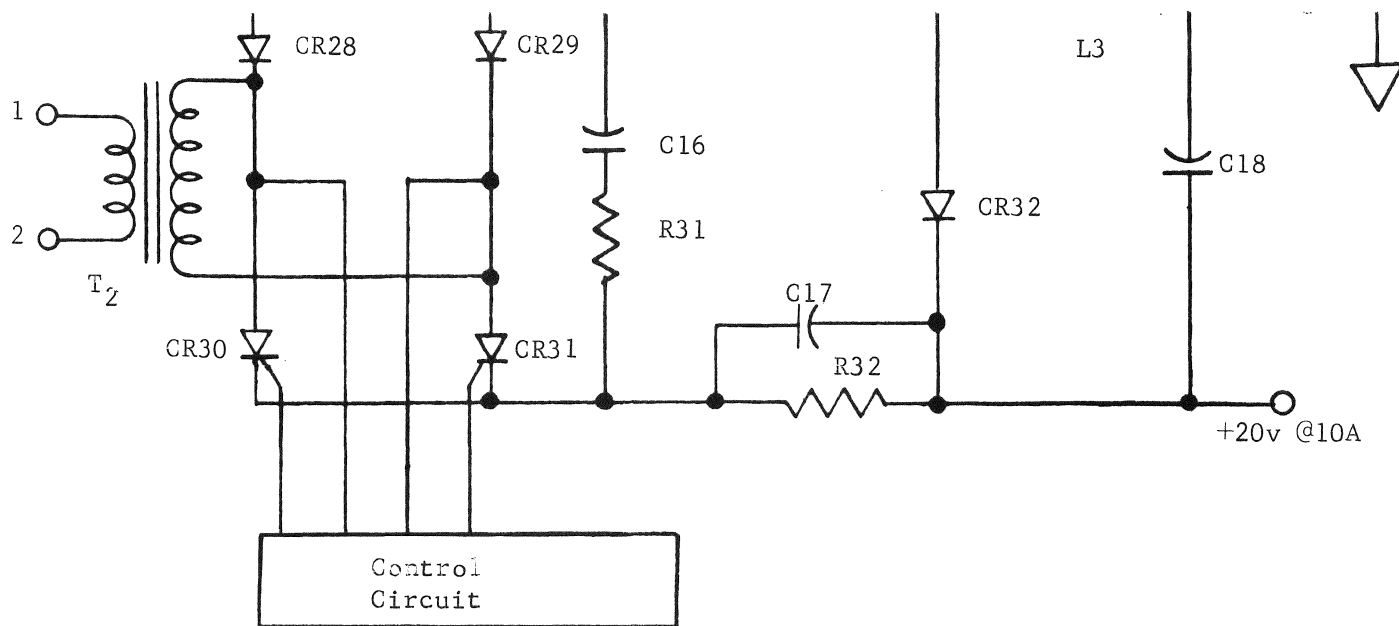 CR28
CR29
L3
1
C16
C18
R31
CR32
2
T2
C17
CR30
CR31
R32
+20v @10A
Control
Circuit